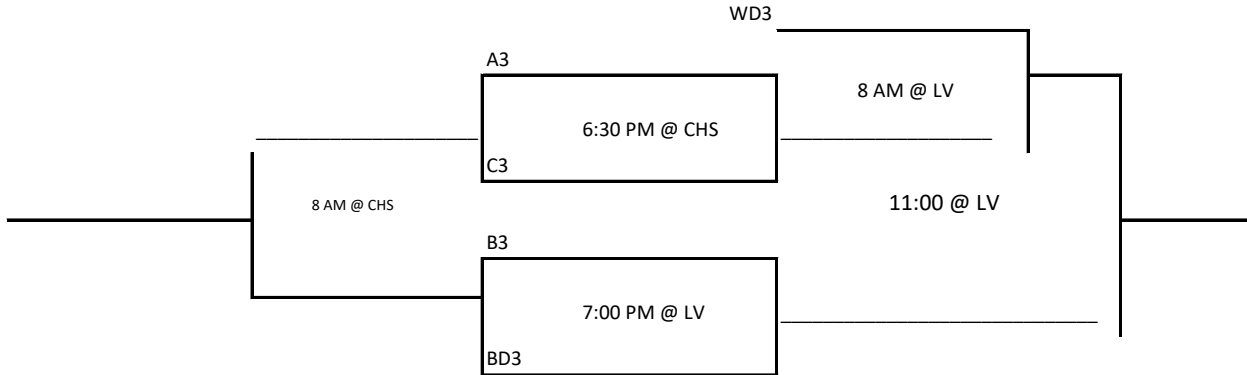 WD3
A3
8 AM @ LV
6:30 PM @ CHS
C3
8 AM @ CHS
11:00 @ LV
B3
7:00 PM @ LV
BD3